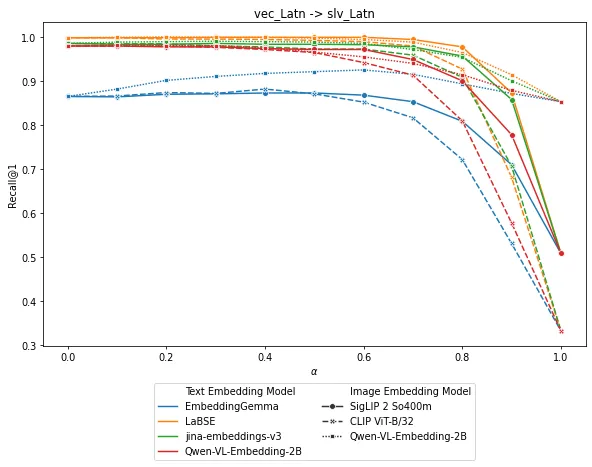 vec_Latn -> slv_Latn
Recall@1
1.0
0.9
0.8
0.7
0.6
0.5
0.4
0.3
0.0 0.2 0.4 0.6 0.8 1.0
α
Text Embedding Model Image Embedding Model
EmbeddingGemma SigLIP 2 So400m
LaBSE CLIP ViT-B/32
jina-embeddings-v3 Qwen-VL-Embedding-2B
Qwen-VL-Embedding-2B